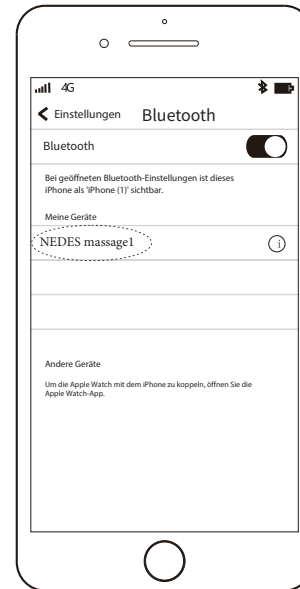 4G
Einstellungen Bluetooth
Bluetooth
Bei geöffneten Bluetooth-Einstellungen ist dieses
iPhone als 'iPhone (1)' sichtbar.
Meine Geräte
NEDES massage1 i
Andere Geräte
Um die Apple Watch mit dem iPhone zu koppeln, öffnen Sie die
Apple Watch-App.